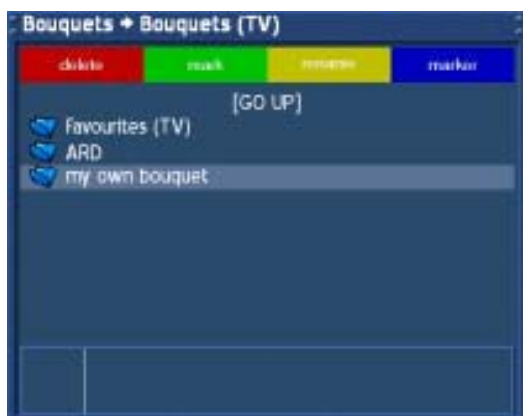 Bouquets → Bouquets (TV)
delete mark rename marker
[GO UP]
Favourites (TV)
ARD
my own bouquet